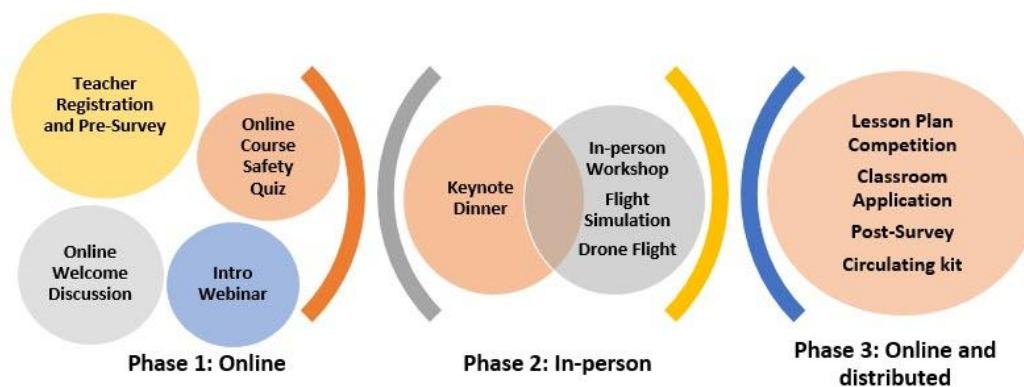 Teacher
Registration
and Pre-Survey
Online
Course
Safety
Quiz
Online
Welcome
Discussion
Intro
Webinar
Phase 1: Online
Keynote
Dinner
In-person
Workshop
Flight
Simulation
Drone Flight
Phase 2: In-person
Lesson Plan
Competition
Classroom
Application
Post-Survey
Circulating kit
Phase 3: Online and
distributed